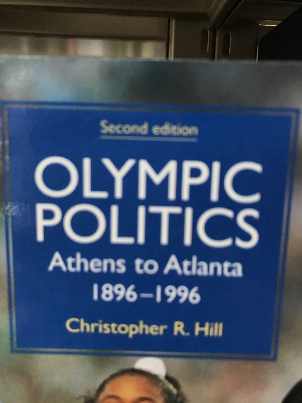 Second edition
OLYMPIC
POLITICS
Athens to Atlanta
1896–1996
Christopher R. Hill